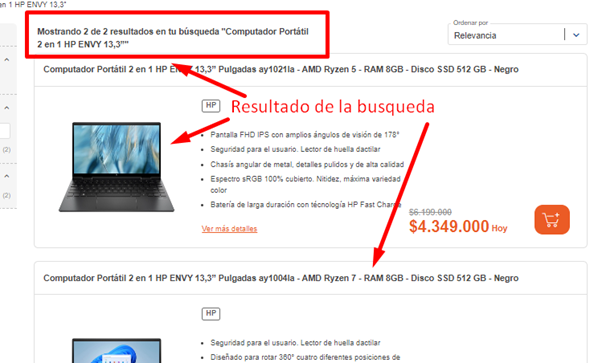 n 1 HP ENVY 13,3"
Mostrando 2 de 2 resultados en tu búsqueda "Computador Portátil
2 en 1 HP ENVY 13,3""
Ordenar por
Relevancia
Computador Portátil 2 en 1 HP ENVY 13,3" Pulgadas ay1021la - AMD Ryzen 5 - RAM 8GB - Disco SSD 512 GB - Negro
HP
Resultado de la busqueda
Pantalla FHD IPS con amplios ángulos de visión de 178°
Seguridad para el usuario. Lector de huella dactilar
Chasís angular de metal, detalles pulidos y de alta calidad
Espectro sRGB 100% cubierto. Nitidez, máxima variedad
color
Batería de larga duración con técnología HP Fast Charge
(2)
(2)
$6.199.000
$4.349.000 Hoy
Ver más detalles
Computador Portátil 2 en 1 HP ENVY 13,3" Pulgadas ay1004la - AMD Ryzen 7 - RAM 8GB - Disco SSD 512 GB - Negro
HP
Seguridad para el usuario. Lector de huella dactilar
Diseñado para rotar 360° cuatro diferentes posiciones de